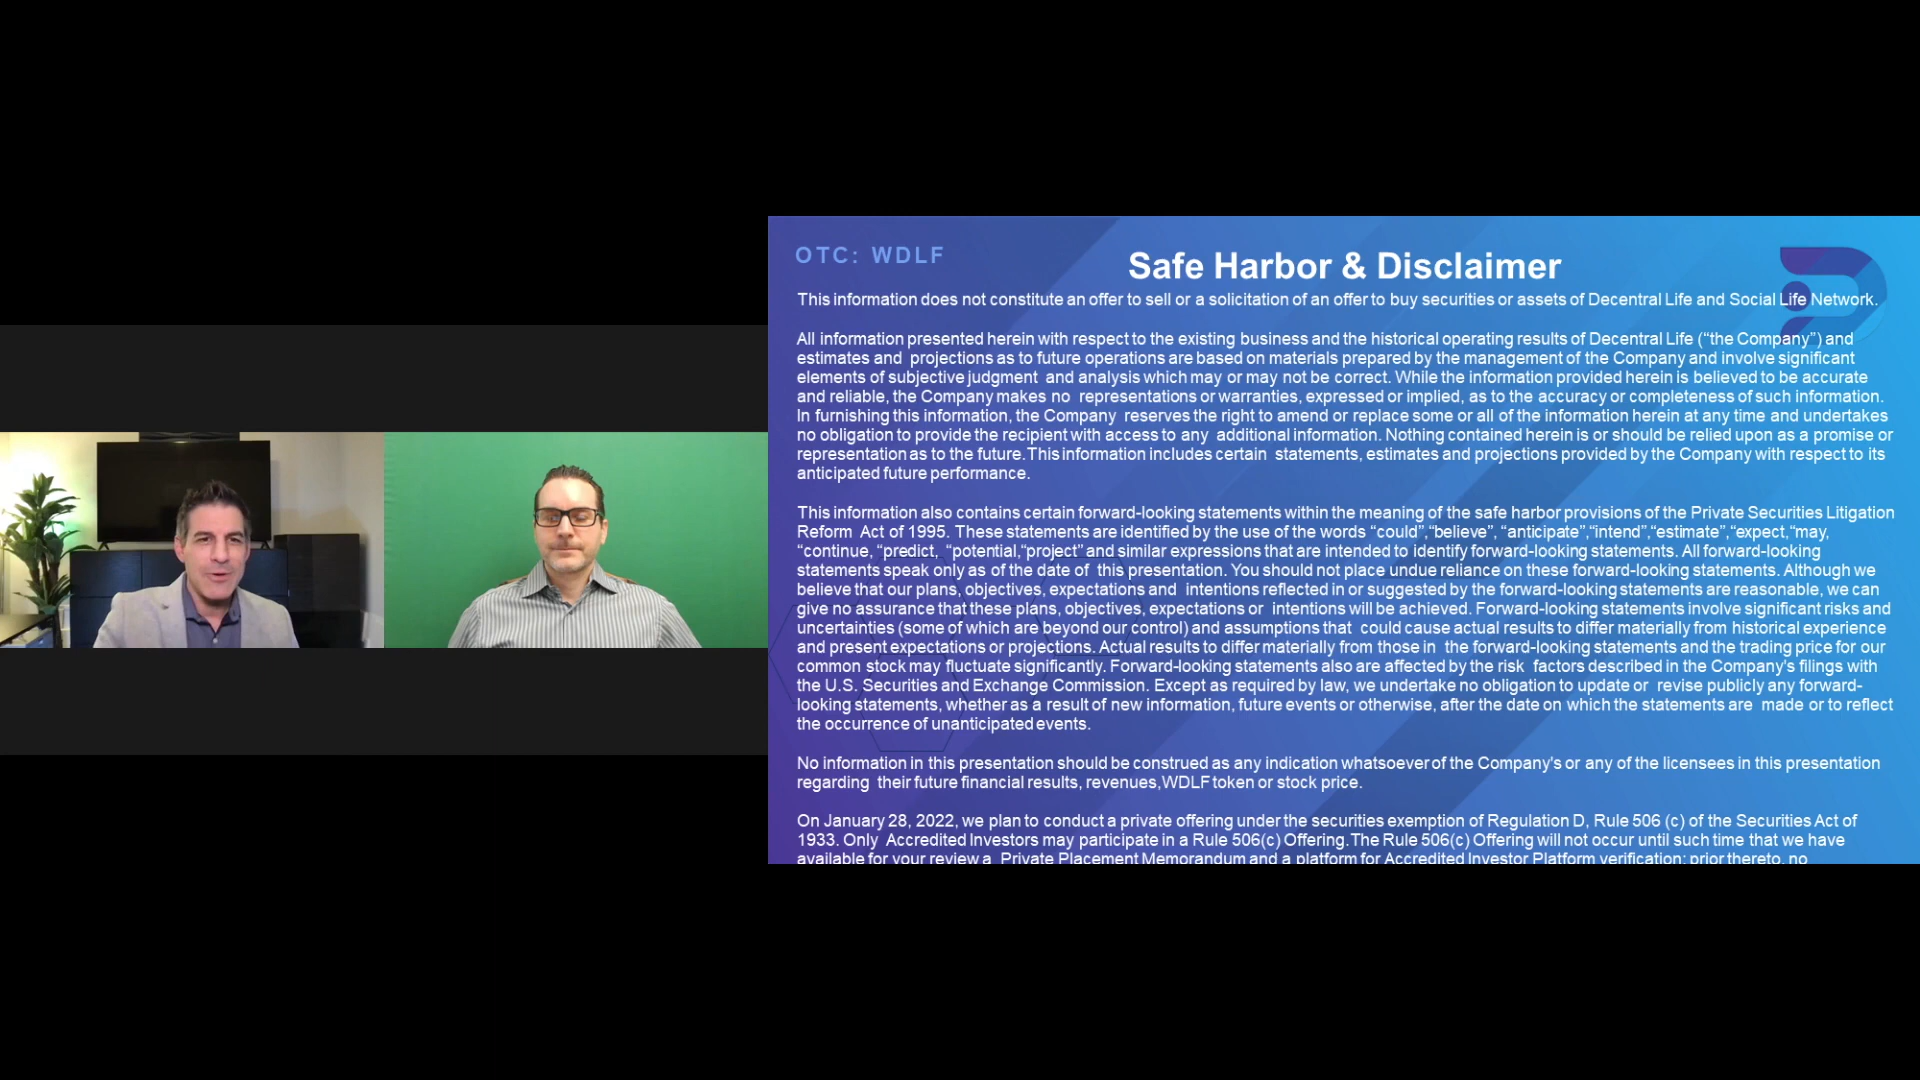 OTC: WDLF
Safe Harbor & Disclaimer
This information does not constitute an offer to sell or a solicitation of an offer to buy securities or assets of Decentral Life and Social Life Network.
All information presented herein with respect to the existing business and the historical operating results of Decentral Life (“the Company”) and
estimates and projections as to future operations are based on materials prepared by the management of the Company and involve significant
elements of subjective judgment and analysis which may or may not be correct. While the information provided herein is believed to be accurate
and reliable, the Company makes no representations or warranties, expressed or implied, as to the accuracy or completeness of such information.
In furnishing this information, the Company reserves the right to amend or replace some or all of the information herein at any time and undertakes
no obligation to provide the recipient with access to any additional information. Nothing contained herein is or should be relied upon as a promise or
representation as to the future.This information includes certain statements, estimates and projections provided by the Company with respect to its
anticipated future performance.
This information also contains certain forward-looking statements within the meaning of the safe harbor provisions of the Private Securities Litigation
Reform Act of 1995. These statements are identified by the use of the words “could”,“believe”, “anticipate”,“intend”,“estimate”,“expect,“may,
“continue, “predict, “potential,“project” and similar expressions that are intended to identify forward-looking statements. All forward-looking
statements speak only as of the date of this presentation. You should not place undue reliance on these forward-looking statements. Although we
believe that our plans, objectives, expectations and intentions reflected in or suggested by the forward-looking statements are reasonable, we can
give no assurance that these plans, objectives, expectations or intentions will be achieved. Forward-looking statements involve significant risks and
uncertainties (some of which are beyond our control) and assumptions that could cause actual results to differ materially from historical experience
and present expectations or projections. Actual results to differ materially from those in the forward-looking statements and the trading price for our
common stock may fluctuate significantly. Forward-looking statements also are affected by the risk factors described in the Company's filings with
the U.S. Securities and Exchange Commission. Except as required by law, we undertake no obligation to update or revise publicly any forward-
looking statements, whether as a result of new information, future events or otherwise, after the date on which the statements are made or to reflect
the occurrence of unanticipated events.
No information in this presentation should be construed as any indication whatsoever of the Company's or any of the licensees in this presentation
regarding their future financial results, revenues,WDLF token or stock price.
On January 28, 2022, we plan to conduct a private offering under the securities exemption of Regulation D, Rule 506 (c) of the Securities Act of
1933. Only Accredited Investors may participate in a Rule 506(c) Offering.The Rule 506(c) Offering will not occur until such time that we have
available for your review a Private Placement Memorandum and a platform for Accredited Investor Platform verification; prior thereto, no